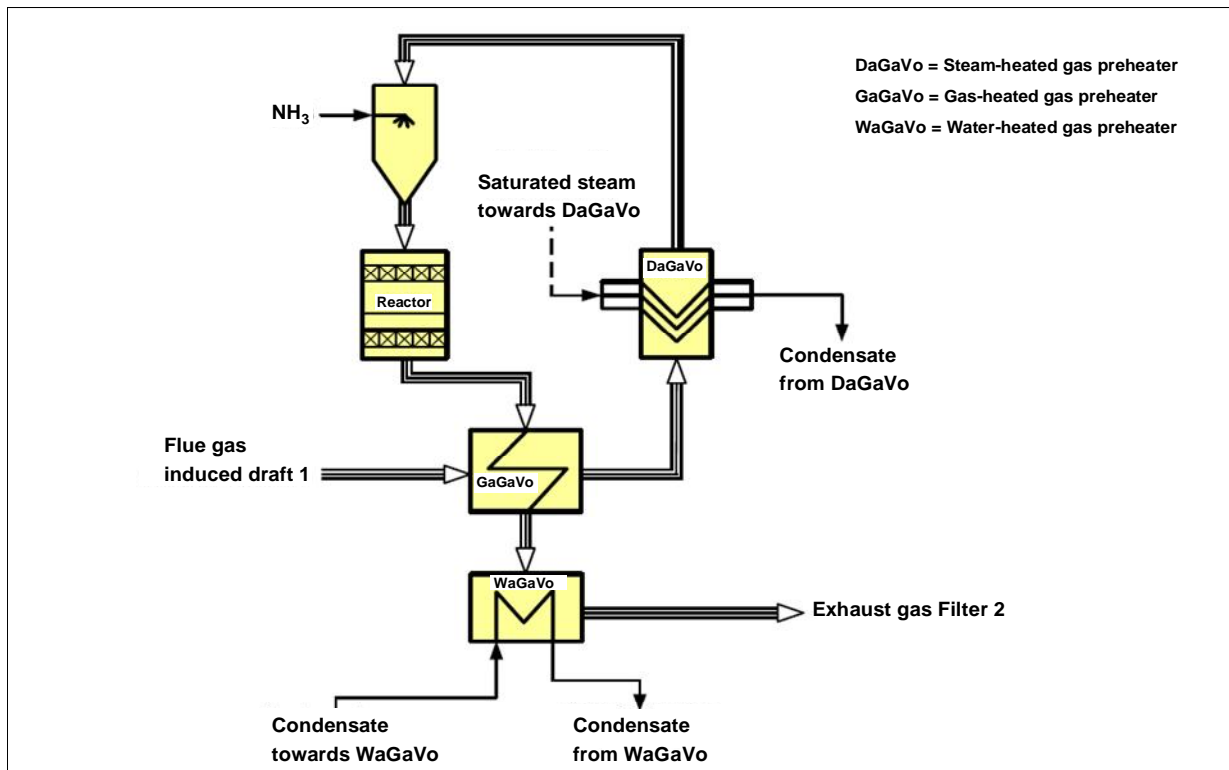 DaGaVo = Steam-heated gas preheater
GaGaVo = Gas-heated gas preheater
WaGaVo = Water-heated gas preheater
NH3
Saturated steam
towards DaGaVo
DaGaVo
Reactor
Condensate
from DaGaVo
Flue gas
induced draft 1
GaGaVo
WaGaVo
Exhaust gas Filter 2
Condensate
towards WaGaVo
Condensate
from WaGaVo